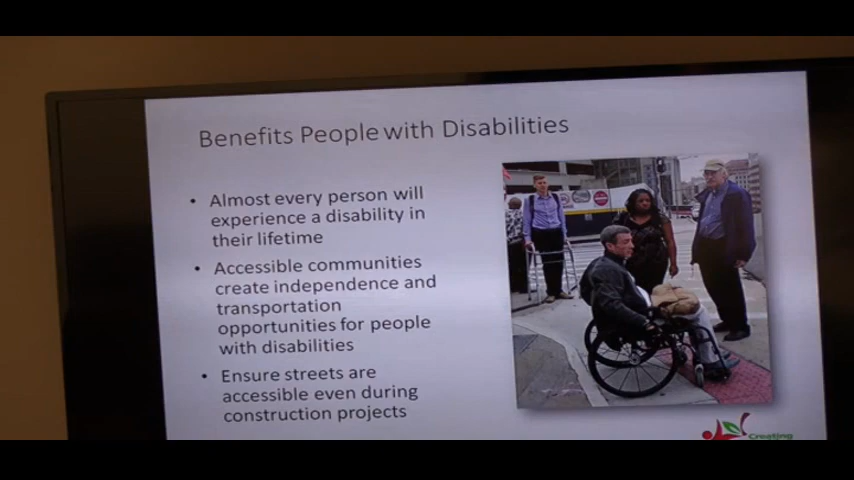 Benefits People with Disabilities
• Almost every person will
experience a disability in
their lifetime
• Accessible communities
create independence and
transportation
opportunities for people
with disabilities
• Ensure streets are
accessible even during
construction projects
Creating